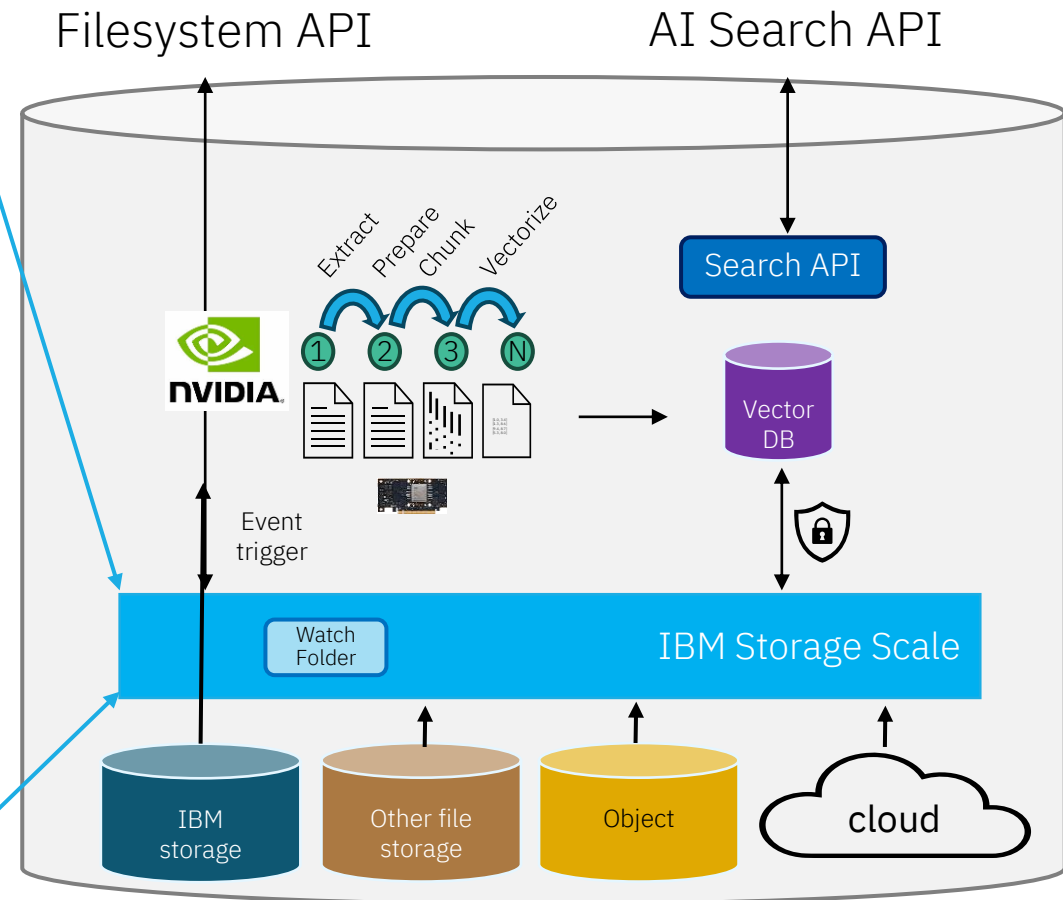 Filesystem API
AI Search API
Extract
Prepare
Chunk
Vectorize
Search API
NVIDIA.
1
2
3
N
Vector
DB
Event
trigger
Watch
Folder
IBM Storage Scale
IBM
storage
Other file
storage
Object
cloud